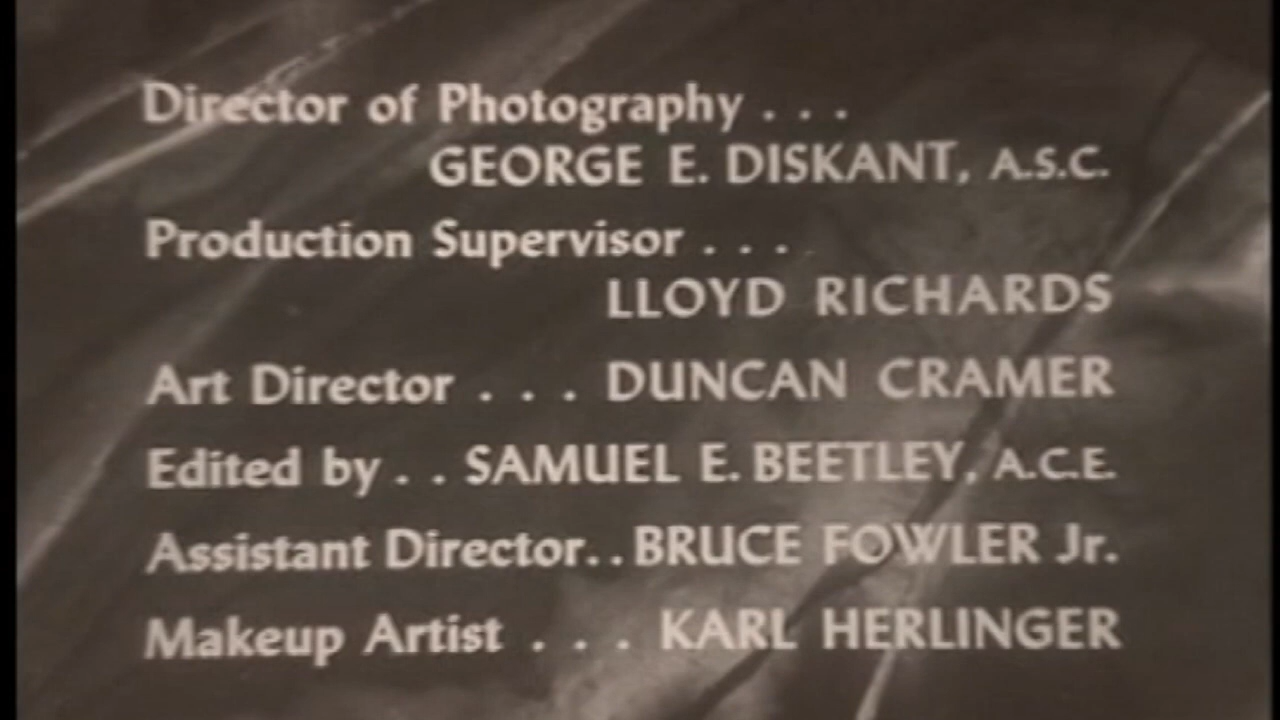 Director of Photography . . .
GEORGE E. DISKANT, A.S.C.
Production Supervisor . . . .
LLOYD RICHARDS
Art Director . . . DUNCAN CRAMER
Edited by . . SAMUEL E. BEETLEY, A.C.E.
Assistant Director . . BRUCE FOWLER Jr.
Makeup Artist . . . KARL HERLINGER